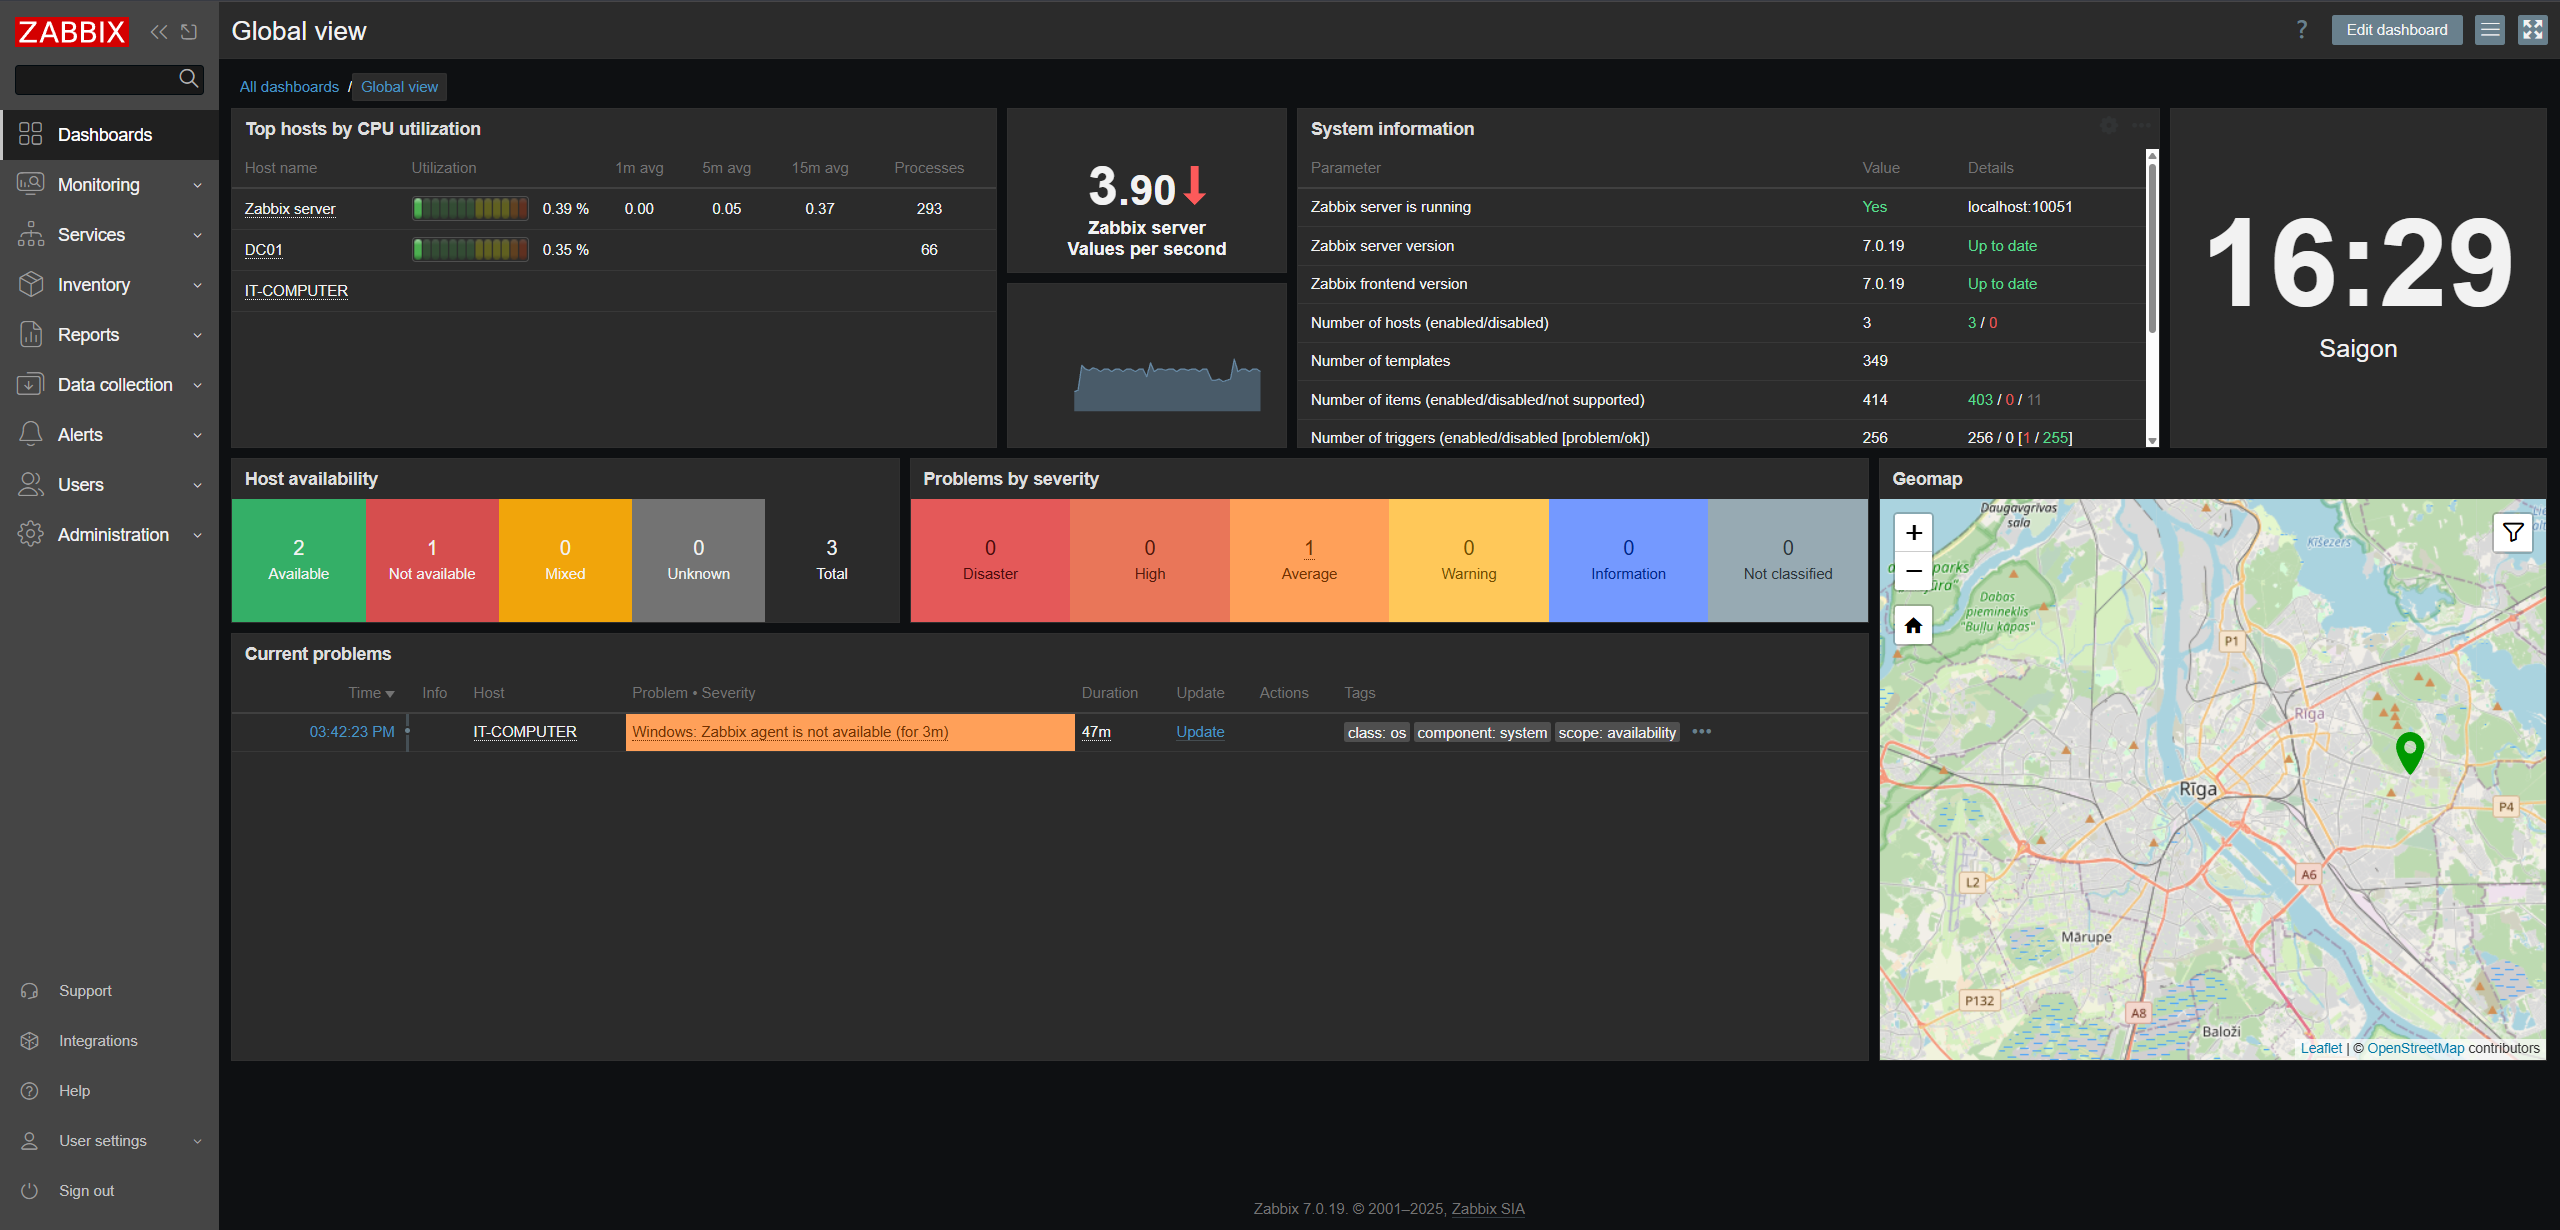 ZABBIX
Global view
?
Edit dashboard
All dashboards / Global view
Dashboards
Monitoring
Services
Inventory
Reports
Data collection
Alerts
Users
Administration
Support
Integrations
Help
User settings
Sign out
Top hosts by CPU utilization
Host name Utilization 1m avg 5m avg 15m avg Processes
Zabbix server 0.39 % 0.00 0.05 0.37 293
DC01 0.35 % 66
IT-COMPUTER
3.90
Zabbix server
Values per second
System information
Parameter Value Details
Zabbix server is running Yes localhost:10051
Zabbix server version 7.0.19 Up to date
Zabbix frontend version 7.0.19 Up to date
Number of hosts (enabled/disabled) 3 3 / 0
Number of templates 349
Number of items (enabled/disabled/not supported) 414 403 / 0 / 11
Number of triggers (enabled/disabled [problem/ok]) 256 256 / 0 [1 / 255]
16:29
Saigon
Host availability
2 1 0 0 3
Available Not available Mixed Unknown Total
Problems by severity
0 0 1 0 0 0
Disaster High Average Warning Information Not classified
Current problems
Time Info Host Problem • Severity Duration Update Actions Tags
03:42:23 PM IT-COMPUTER Windows: Zabbix agent is not available (for 3m) 47m Update class: os component: system scope: availability
Geomap
+
−
Daugavgrīvas
sala
Ķīšezers
parks
Dabas
piemineklis
"Buļļu kāpas"
P1
Rīga
Rīga
P4
A6
L2
Mārupe
P132
A8
Baloži
Leaflet | © OpenStreetMap contributors
Zabbix 7.0.19. © 2001–2025, Zabbix SIA